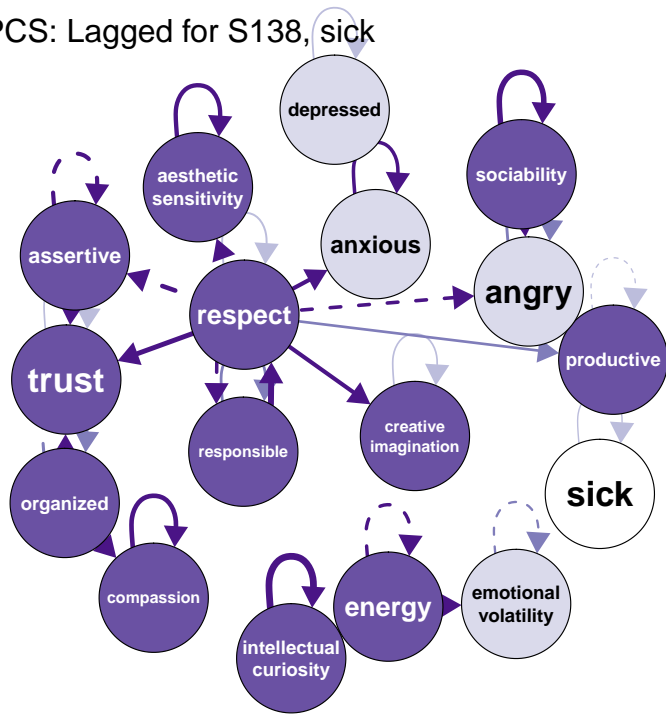 PCS: Lagged for S138, sick
depressed
aesthetic
sensitivity
sociability
assertive
anxious
angry
respect
trust
productive
responsible
creative
imagination
organized
sick
compassion
energy
emotional
volatility
intellectual
curiosity